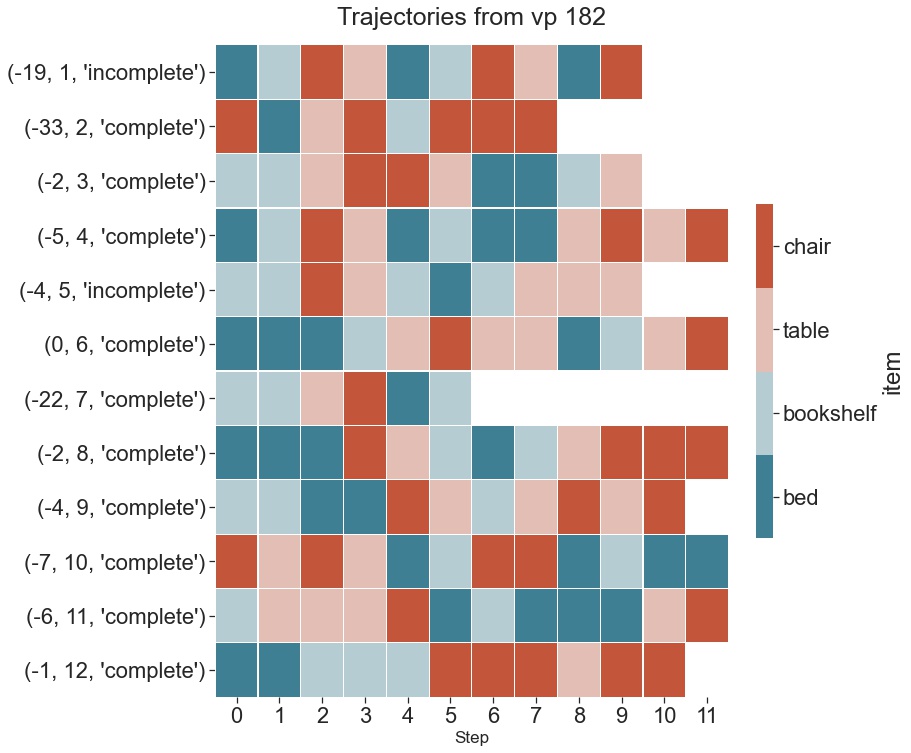 Trajectories from vp 182
(-19, 1, 'incomplete')
(-33, 2, 'complete')
(-2, 3, 'complete')
(-5, 4, 'complete')
(-4, 5, 'incomplete')
(0, 6, 'complete')
(-22, 7, 'complete')
(-2, 8, 'complete')
(-4, 9, 'complete')
(-7, 10, 'complete')
(-6, 11, 'complete')
(-1, 12, 'complete')
0 1 2 3 4 5 6 7 8 9 10 11
Step
chair
table
bookshelf
bed
item